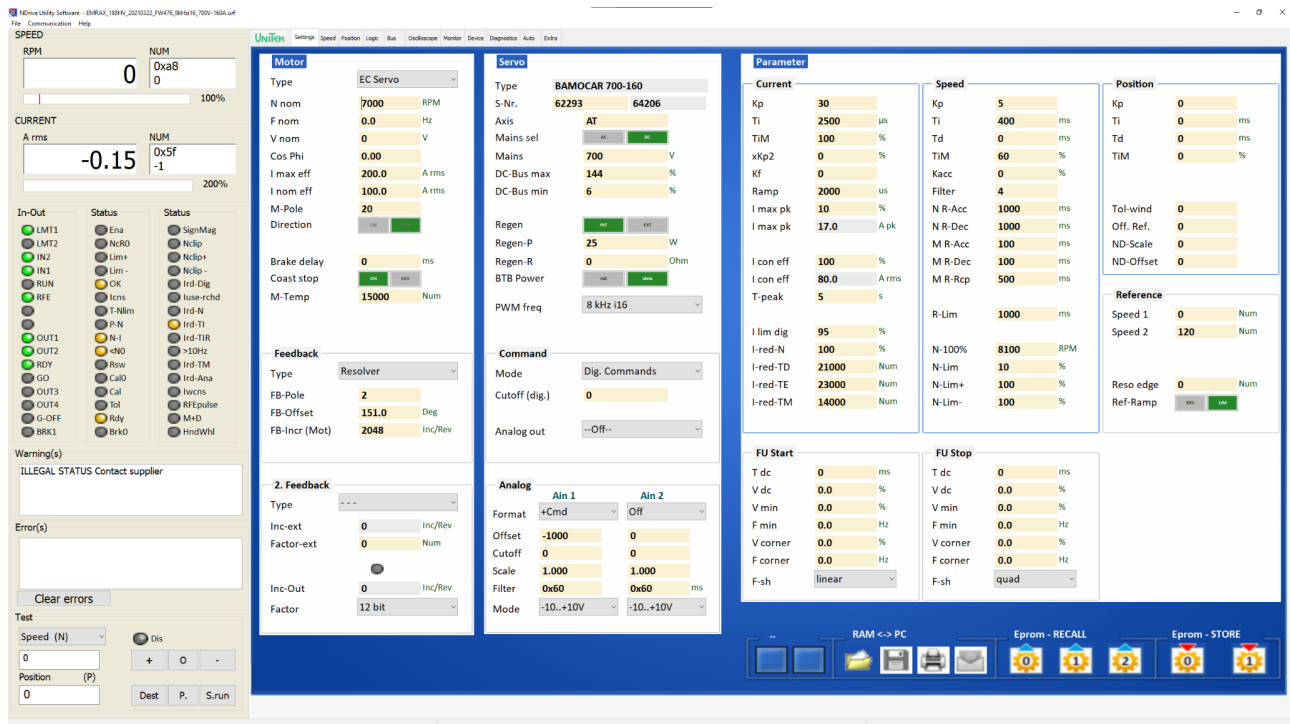 NDrive Utility Software - EMRAX_188HV_20210322_FW476_8kHzi16_700V-160A.urf
File Communication Help
SPEED
RPM NUM
0 0xa8
0
100%
CURRENT
A rms NUM
-0.15 0x5f
-1
200%
In-Out Status Status
LMT1 Ena SignMag
LMT2 NcR0 Nclip
IN2 Lim+ Nclip+
IN1 Lim - Nclip -
RUN OK Ird-Dig
RFE Icns Iuse-rchd
T-Nlim Ird-N
P-N Ird-TI
OUT1 N-I Ird-TIR
OUT2 <N0 >10Hz
RDY Rsw Ird-TM
GO Cal0 Ird-Ana
OUT3 Cal Iwcns
OUT4 Tol RFEpulse
G-OFF Rdy M+D
BRK1 Brk0 HndWhl
Warning(s)
ILLEGAL STATUS Contact supplier
Error(s)
Clear errors
Test
Speed (N) Dis
0 + O -
Position (P)
0 Dest P. S.run
UNITEK Settings Speed Position Logic Bus Oscilloscope Monitor Device Diagnostics Auto Extra
Motor
Type EC Servo
N nom 7000 RPM
F nom 0.0 Hz
V nom 0 V
Cos Phi 0.00
I max eff 200.0 A rms
I nom eff 100.0 A rms
M-Pole 20
Direction CW
Brake delay 0 ms
Coast stop ON OFF
M-Temp 15000 Num
Feedback
Type Resolver
FB-Pole 2
FB-Offset 151.0 Deg
FB-Incr (Mot) 2048 Inc/Rev
2. Feedback
Type - - -
Inc-ext 0 Inc/Rev
Factor-ext 0 Num
Inc-Out 0 Inc/Rev
Factor 12 bit
Servo
Type BAMOCAR 700-160
S-Nr. 62293 64206
Axis AT
Mains sel AC DC
Mains 700 V
DC-Bus max 144 %
DC-Bus min 6 %
Regen INT EXT
Regen-P 25 W
Regen-R 0 Ohm
BTB Power
PWM freq 8 kHz i16
Command
Mode Dig. Commands
Cutoff (dig.) 0
Analog out --Off--
Analog
Ain 1 Ain 2
Format +Cmd Off
Offset -1000 0
Cutoff 0 0
Scale 1.000 1.000
Filter 0x60 0x60 ms
Mode -10..+10V -10..+10V
Parameter
Current
Kp 30
Ti 2500 µs
TiM 100 %
xKp2 0 %
Kf 0
Ramp 2000 us
I max pk 10 %
I max pk 17.0 A pk
I con eff 100 %
I con eff 80.0 A rms
T-peak 5 s
I lim dig 95 %
I-red-N 100 %
I-red-TD 21000 Num
I-red-TE 23000 Num
I-red-TM 14000 Num
Speed
Kp 5
Ti 400 ms
Td 0 ms
TiM 60 %
Kacc 0 %
Filter 4
N R-Acc 1000 ms
N R-Dec 1000 ms
M R-Acc 100 ms
M R-Dec 100 ms
M R-Rcp 500 ms
R-Lim 1000 ms
N-100% 8100 RPM
N-Lim 10 %
N-Lim+ 100 %
N-Lim- 100 %
Position
Kp 0
Ti 0 ms
Td 0 ms
TiM 0 %
Tol-wind 0
Off. Ref. 0
ND-Scale 0
ND-Offset 0
Reference
Speed 1 0 Num
Speed 2 120 Num
Reso edge 0 Num
Ref-Ramp LIM
FU Start
T dc 0 ms
V dc 0.0 %
V min 0.0 %
F min 0.0 Hz
V corner 0.0 %
F corner 0.0 Hz
F-sh linear
FU Stop
T dc 0 ms
V dc 0.0 %
V min 0.0 %
F min 0.0 Hz
V corner 0.0 %
F corner 0.0 Hz
F-sh quad
.. RAM <-> PC Eprom - RECALL Eprom - STORE
0 1 2 0 1